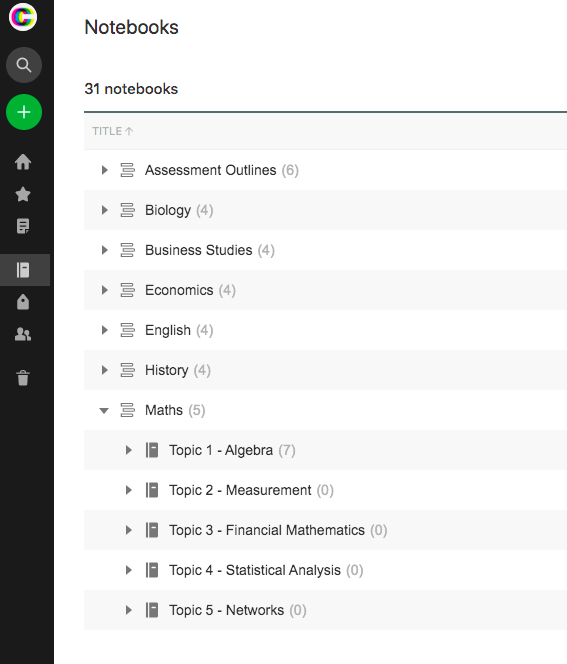 Notebooks
31 notebooks
TITLE ↑
Assessment Outlines (6)
Biology (4)
Business Studies (4)
Economics (4)
English (4)
History (4)
Maths (5)
Topic 1 - Algebra (7)
Topic 2 - Measurement (0)
Topic 3 - Financial Mathematics (0)
Topic 4 - Statistical Analysis (0)
Topic 5 - Networks (0)